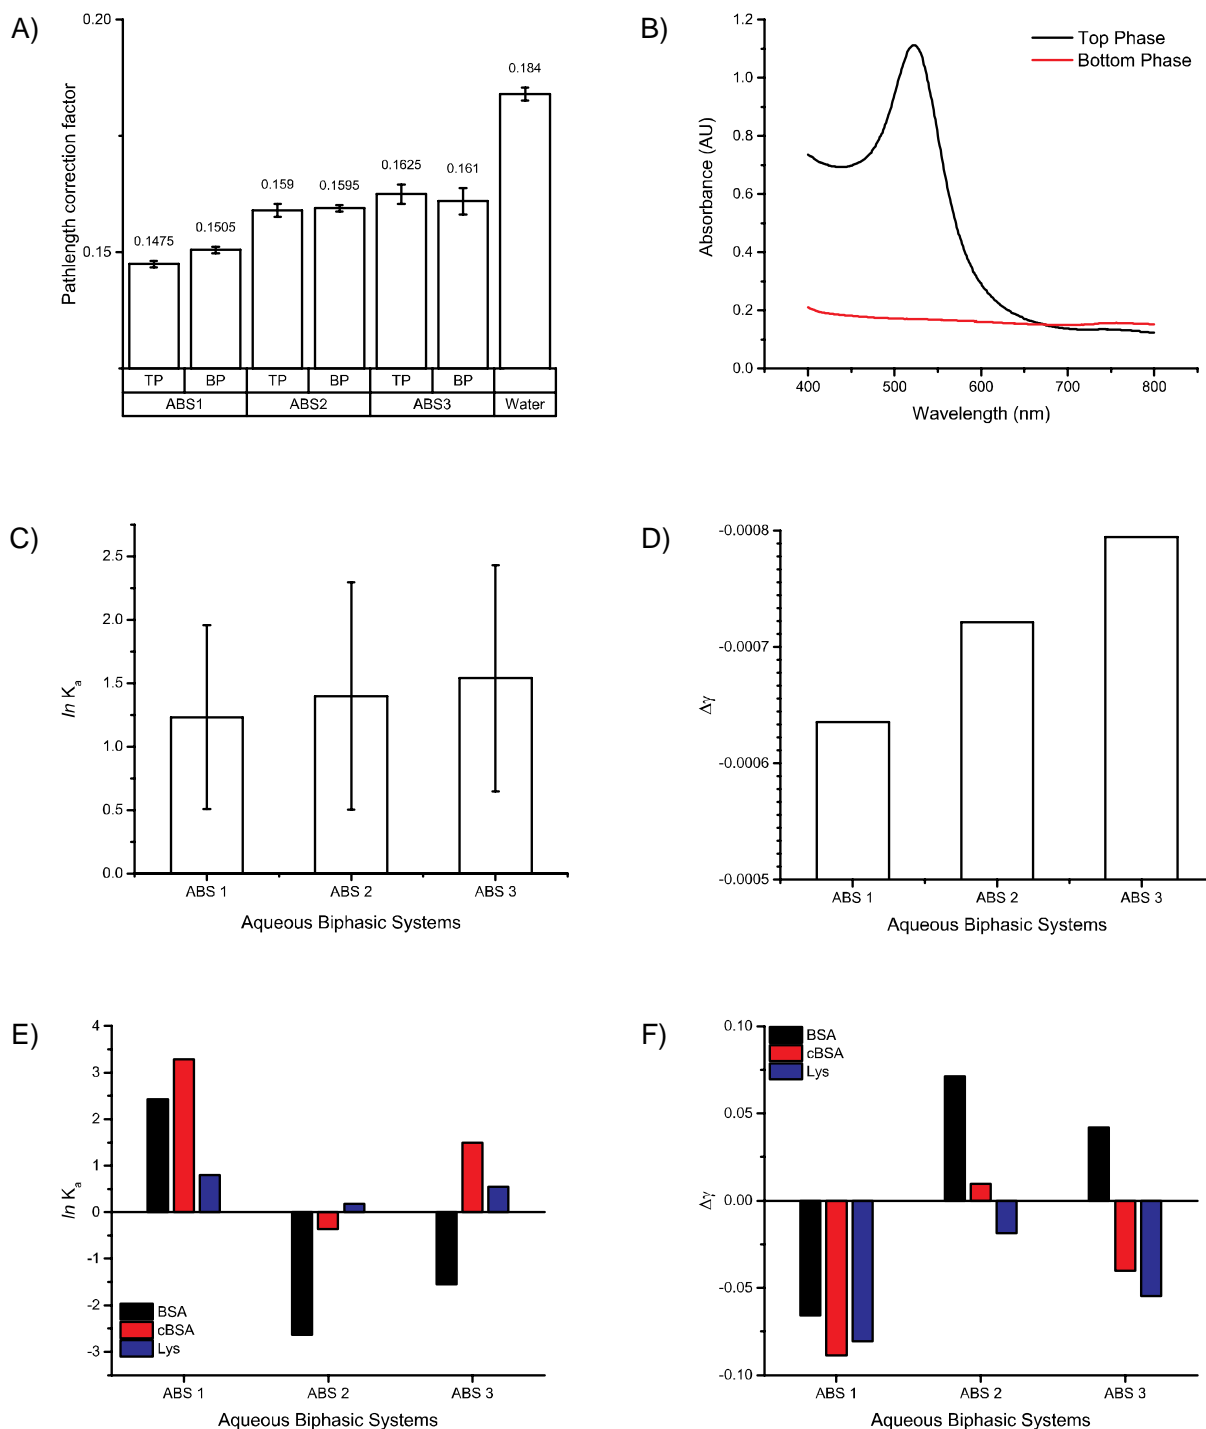 A)
Pathlength correction factor
0.20
0.15
0.1475
0.1505
0.159
0.1595
0.1625
0.161
0.184
TP BP TP BP TP BP
ABS1 ABS2 ABS3 Water
B)
Absorbance (AU)
1.2
1.0
0.8
0.6
0.4
0.2
0.0
Top Phase
Bottom Phase
400 500 600 700 800
Wavelength (nm)
C)
ln Ka
2.5
2.0
1.5
1.0
0.5
0.0
ABS 1 ABS 2 ABS 3
Aqueous Biphasic Systems
D)
Δγ
-0.0008
-0.0007
-0.0006
-0.0005
ABS 1 ABS 2 ABS 3
Aqueous Biphasic Systems
E)
ln Ka
4
3
2
1
0
-1
-2
-3
BSA
cBSA
Lys
ABS 1 ABS 2 ABS 3
Aqueous Biphasic Systems
F)
Δγ
0.10
0.05
0.00
-0.05
-0.10
BSA
cBSA
Lys
ABS 1 ABS 2 ABS 3
Aqueous Biphasic Systems